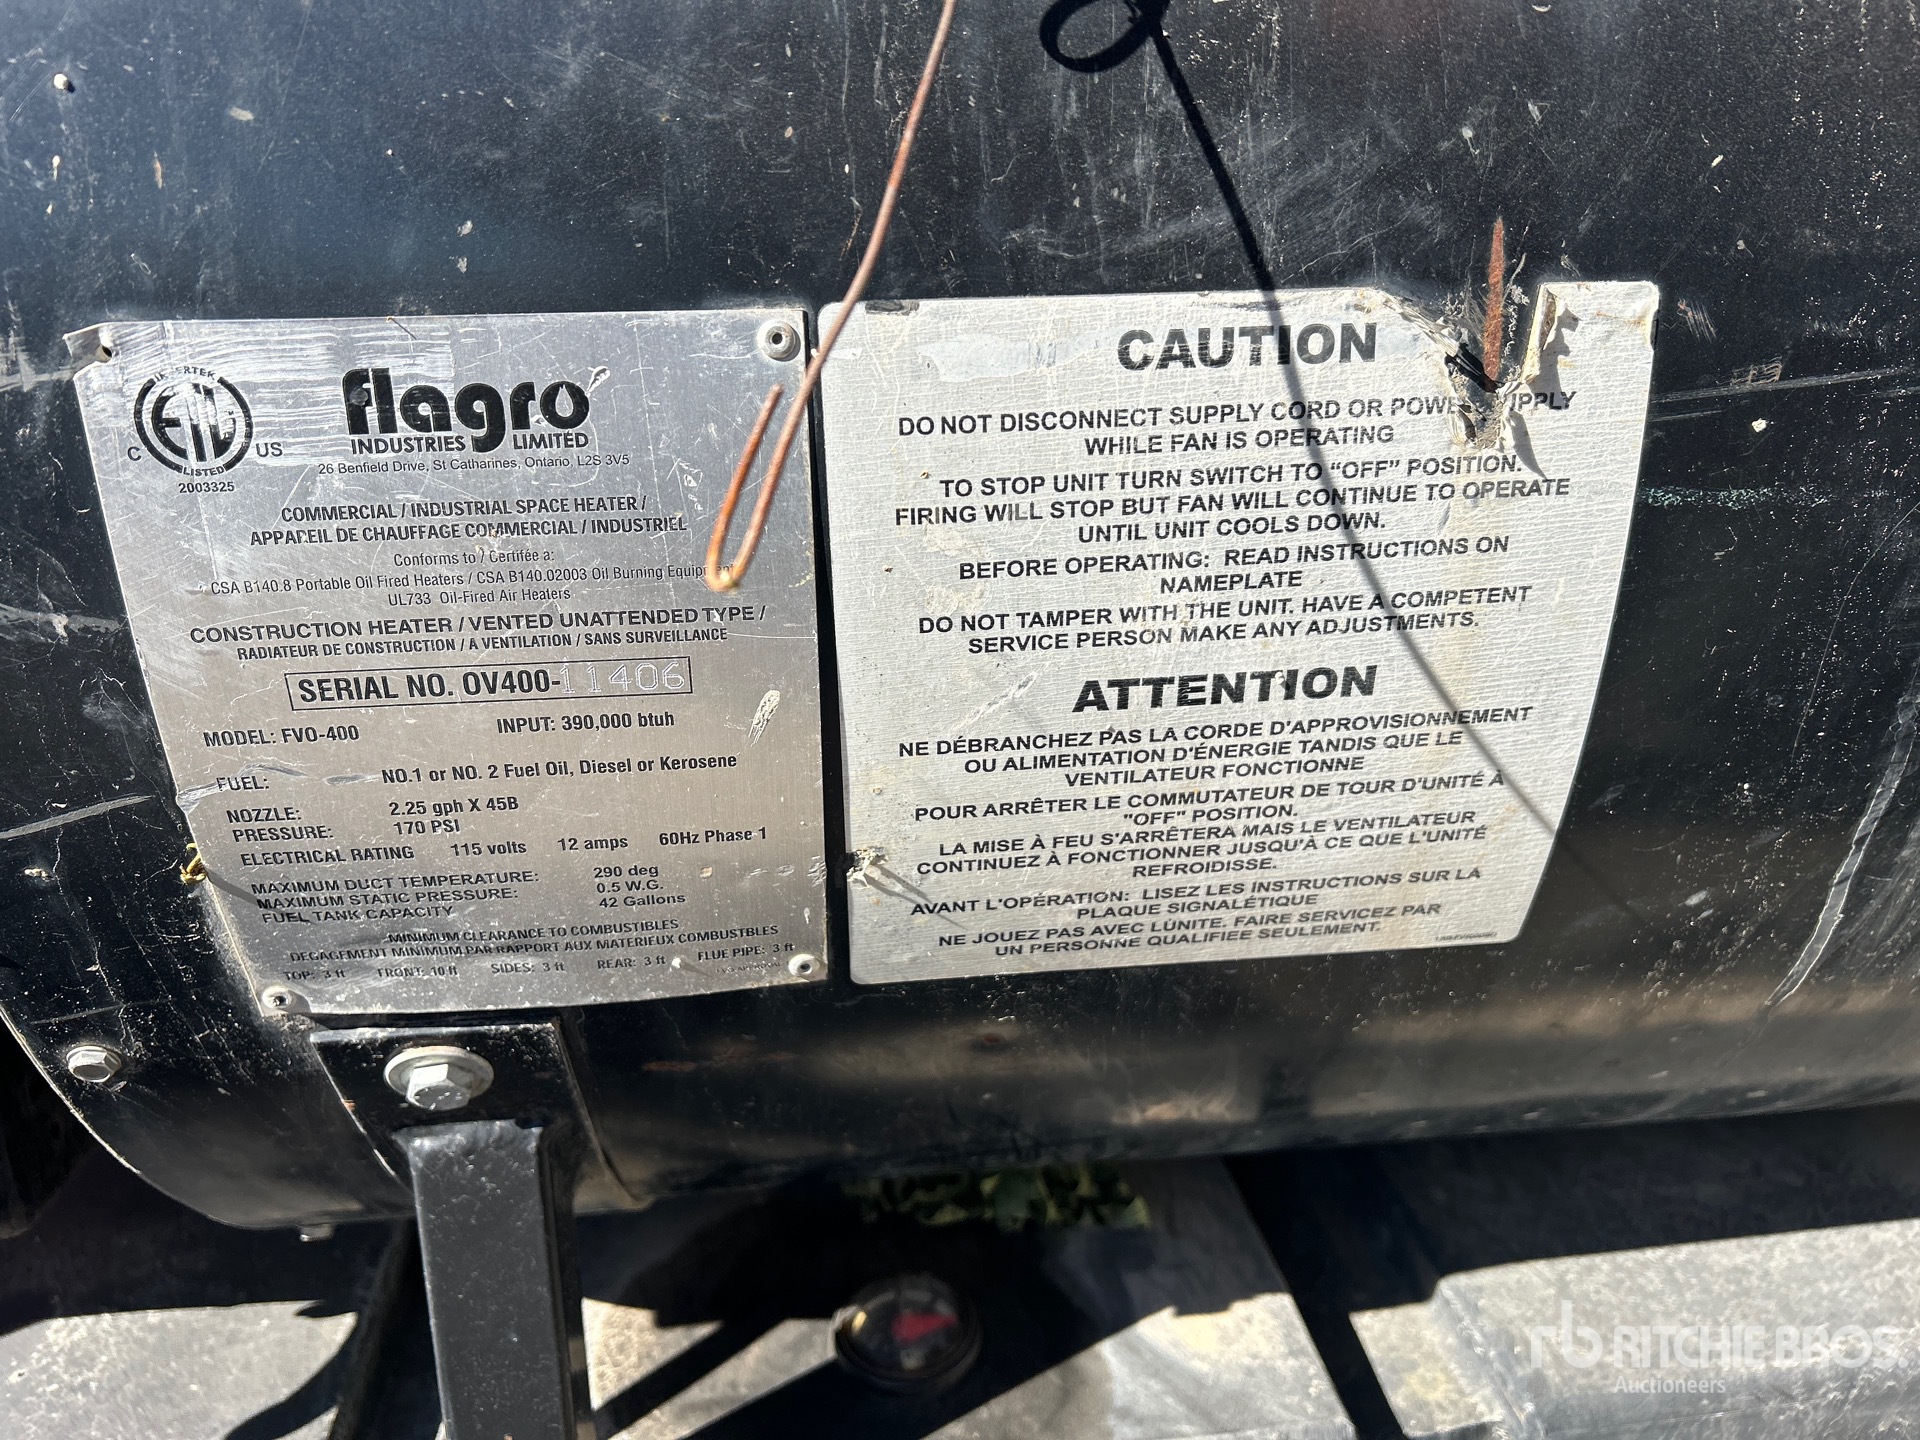 INTERTEK
C
ETL
US
LISTED
2003325
flagro
INDUSTRIES LIMITED
26 Benfield Drive, St Catharines, Ontario, L2S 3V5
COMMERCIAL / INDUSTRIAL SPACE HEATER /
APPAREIL DE CHAUFFAGE COMMERCIAL / INDUSTRIEL
Conforms to / Certifée a:
CSA B140.8 Portable Oil Fired Heaters / CSA B140.02003 Oil Burning Equipment
UL733 Oil-Fired Air Heaters
CONSTRUCTION HEATER / VENTED UNATTENDED TYPE /
RADIATEUR DE CONSTRUCTION / A VENTILATION / SANS SURVEILLANCE
SERIAL NO. OV400-11406
MODEL: FVO-400 INPUT: 390,000 btuh
FUEL: NO.1 or NO. 2 Fuel Oil, Diesel or Kerosene
NOZZLE: 2.25 gph X 45B
PRESSURE: 170 PSI
ELECTRICAL RATING 115 volts 12 amps 60Hz Phase 1
MAXIMUM DUCT TEMPERATURE: 290 deg
MAXIMUM STATIC PRESSURE: 0.5 W.G.
FUEL TANK CAPACITY 42 Gallons
MINIMUM CLEARANCE TO COMBUSTIBLES
DEGAGEMENT MINIMUM PAR RAPPORT AUX MATERIEUX COMBUSTBLES
TOP: 3 ft FRONT: 10 ft SIDES: 3 ft REAR: 3 ft FLUE PIPE: 3 ft
CAUTION
DO NOT DISCONNECT SUPPLY CORD OR POWER SUPPLY
WHILE FAN IS OPERATING
TO STOP UNIT TURN SWITCH TO "OFF" POSITION.
FIRING WILL STOP BUT FAN WILL CONTINUE TO OPERATE
UNTIL UNIT COOLS DOWN.
BEFORE OPERATING: READ INSTRUCTIONS ON
NAMEPLATE
DO NOT TAMPER WITH THE UNIT. HAVE A COMPETENT
SERVICE PERSON MAKE ANY ADJUSTMENTS.
ATTENTION
NE DÉBRANCHEZ PAS LA CORDE D'APPROVISIONNEMENT
OU ALIMENTATION D'ÉNERGIE TANDIS QUE LE
VENTILATEUR FONCTIONNE
POUR ARRÊTER LE COMMUTATEUR DE TOUR D'UNITÉ À
"OFF" POSITION.
LA MISE À FEU S'ARRÊTERA MAIS LE VENTILATEUR
CONTINUEZ À FONCTIONNER JUSQU'À CE QUE L'UNITÉ
REFROIDISSE.
AVANT L'OPÉRATION: LISEZ LES INSTRUCTIONS SUR LA
PLAQUE SIGNALÉTIQUE
NE JOUEZ PAS AVEC LÚNITE. FAIRE SERVICEZ PAR
UN PERSONNE QUALIFIEE SEULEMENT.
rb RITCHIE BROS.
Auctioneers